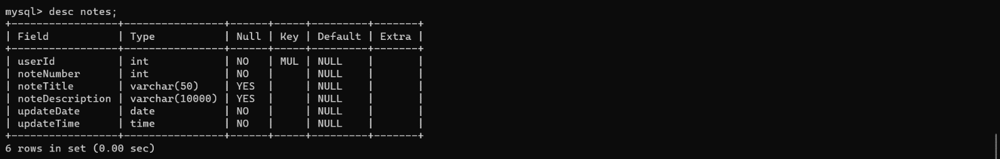 mysql> desc notes;
+-----------------+----------------+------+-----+---------+-------+
| Field           | Type           | Null | Key | Default | Extra |
+-----------------+----------------+------+-----+---------+-------+
| userId          | int            | NO   | MUL | NULL    |       |
| noteNumber      | int            | NO   |     | NULL    |       |
| noteTitle       | varchar(50)    | YES  |     | NULL    |       |
| noteDescription | varchar(10000) | YES  |     | NULL    |       |
| updateDate      | date           | NO   |     | NULL    |       |
| updateTime      | time           | NO   |     | NULL    |       |
+-----------------+----------------+------+-----+---------+-------+
6 rows in set (0.00 sec)